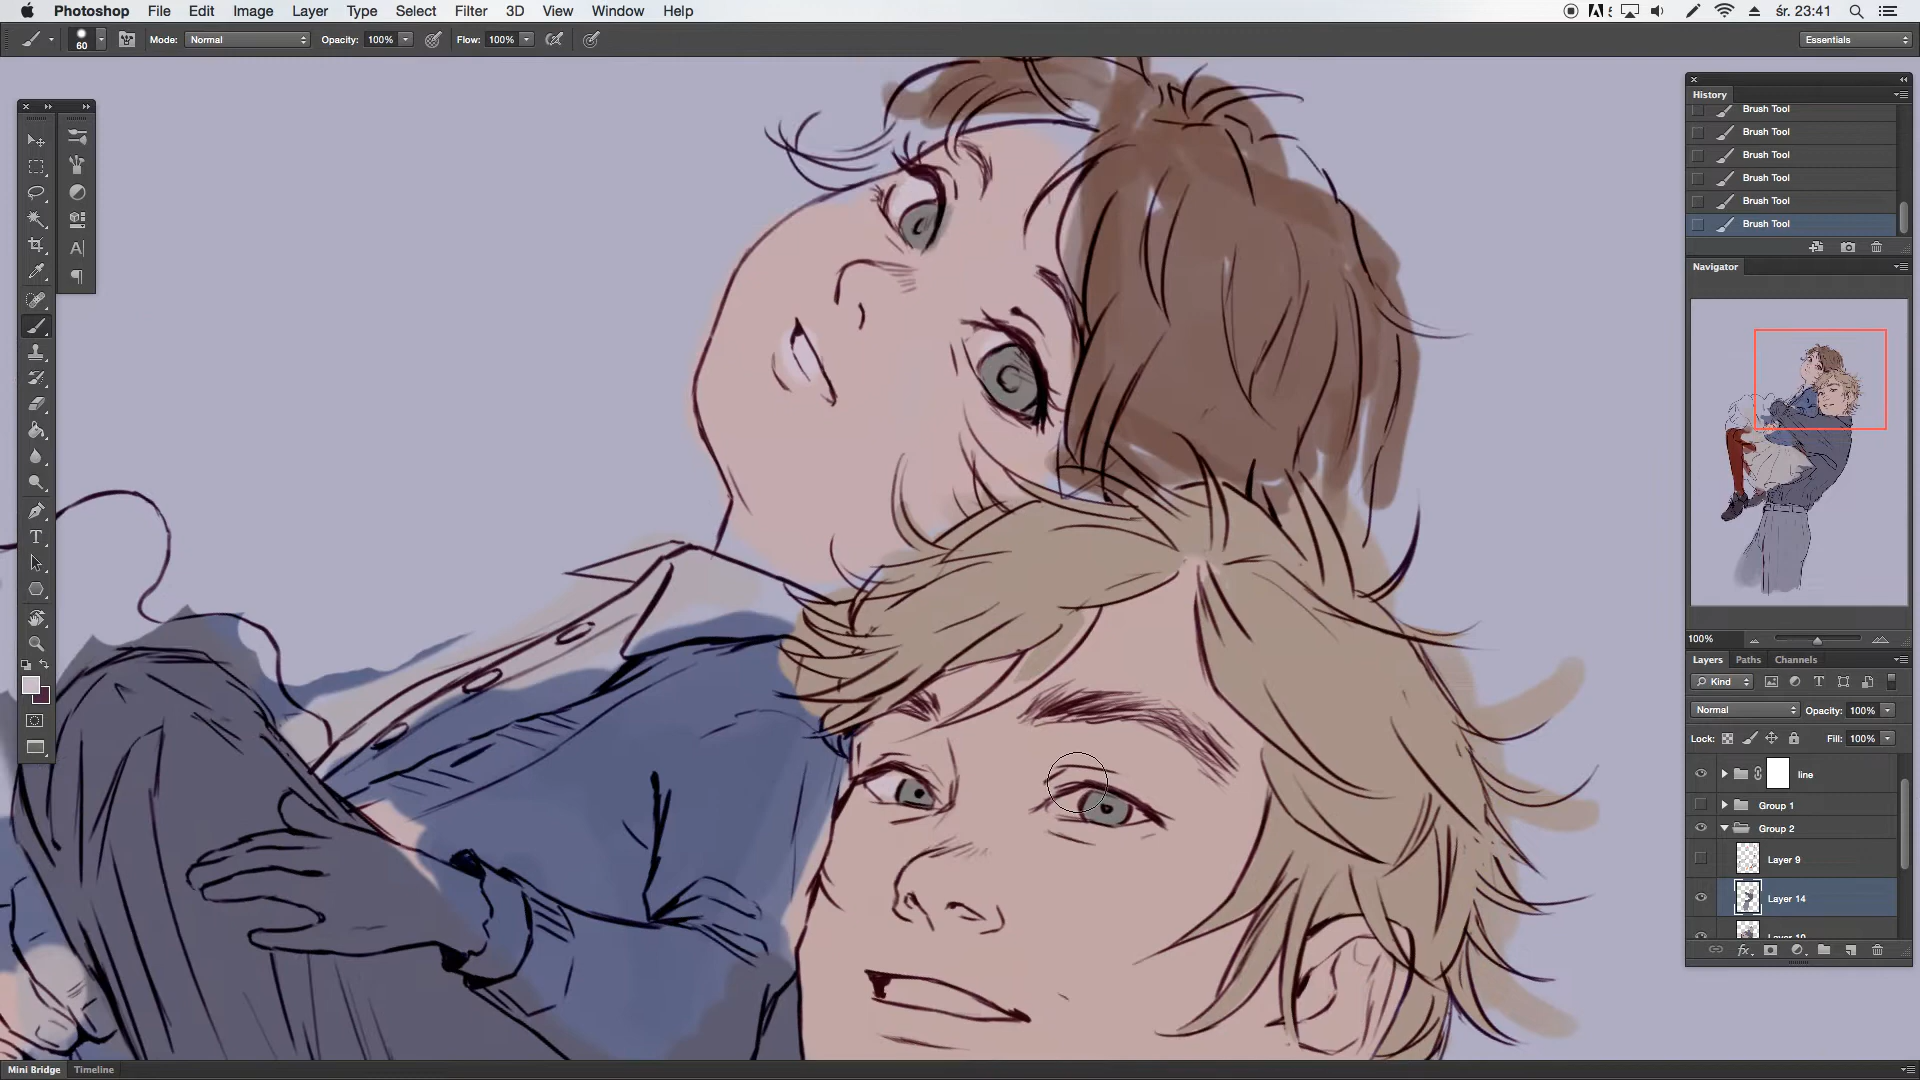 Photoshop File Edit Image Layer Type Select Filter 3D View Window Help
śr. 23:41
60 Mode: Normal Opacity: 100% Flow: 100% Essentials
History
Brush Tool
Brush Tool
Brush Tool
Brush Tool
Brush Tool
Brush Tool
Navigator
100%
Layers Paths Channels
Kind
Normal Opacity: 100%
Lock: Fill: 100%
line
Group 1
Group 2
Layer 9
Layer 14
Mini Bridge Timeline